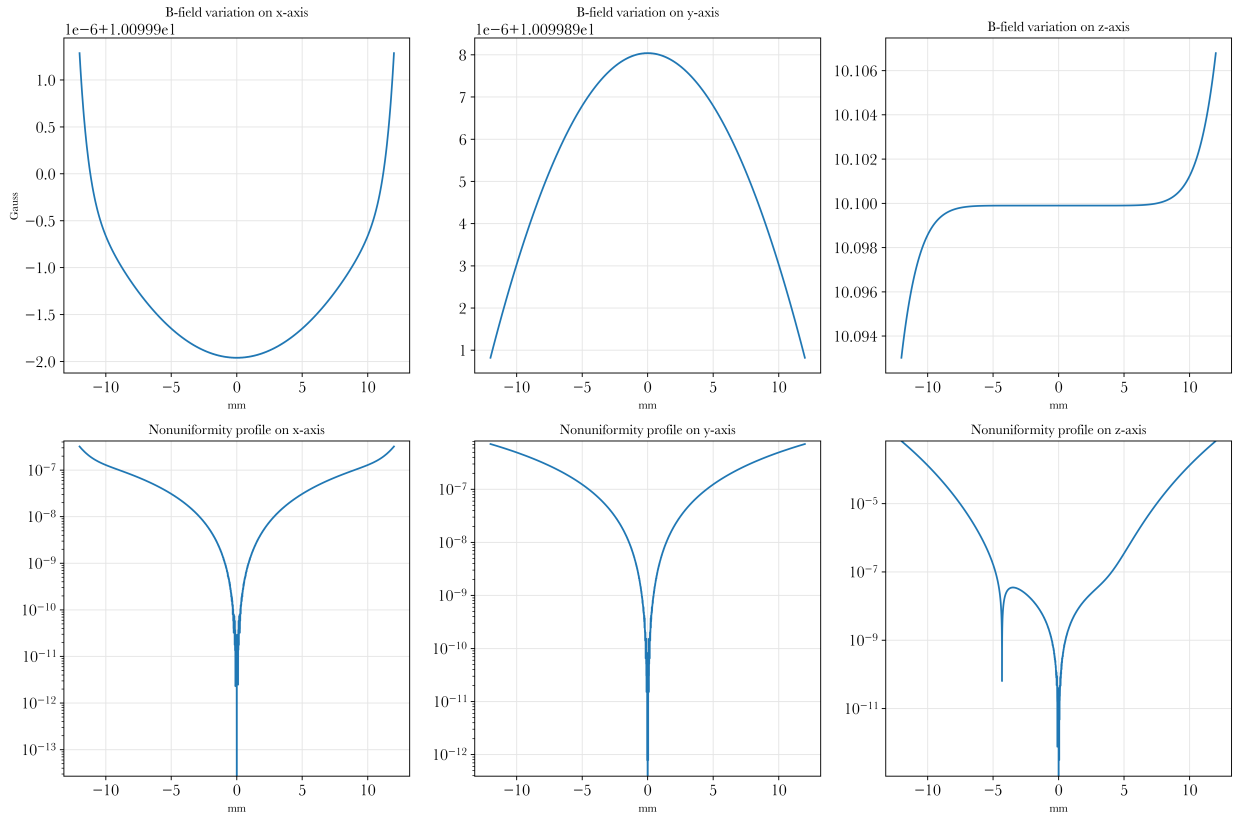 B-field variation on x-axis
1e-6+1.00999e1
1.0
0.5
0.0
−0.5
−1.0
−1.5
−2.0
Gauss
−10 −5 0 5 10
mm
B-field variation on y-axis
1e-6+1.009989e1
8
7
6
5
4
3
2
1
−10 −5 0 5 10
mm
B-field variation on z-axis
10.106
10.104
10.102
10.100
10.098
10.096
10.094
−10 −5 0 5 10
mm
Nonuniformity profile on x-axis
10⁻⁷
10⁻⁸
10⁻⁹
10⁻¹⁰
10⁻¹¹
10⁻¹²
10⁻¹³
−10 −5 0 5 10
mm
Nonuniformity profile on y-axis
10⁻⁷
10⁻⁸
10⁻⁹
10⁻¹⁰
10⁻¹¹
10⁻¹²
−10 −5 0 5 10
mm
Nonuniformity profile on z-axis
10⁻⁵
10⁻⁷
10⁻⁹
10⁻¹¹
−10 −5 0 5 10
mm